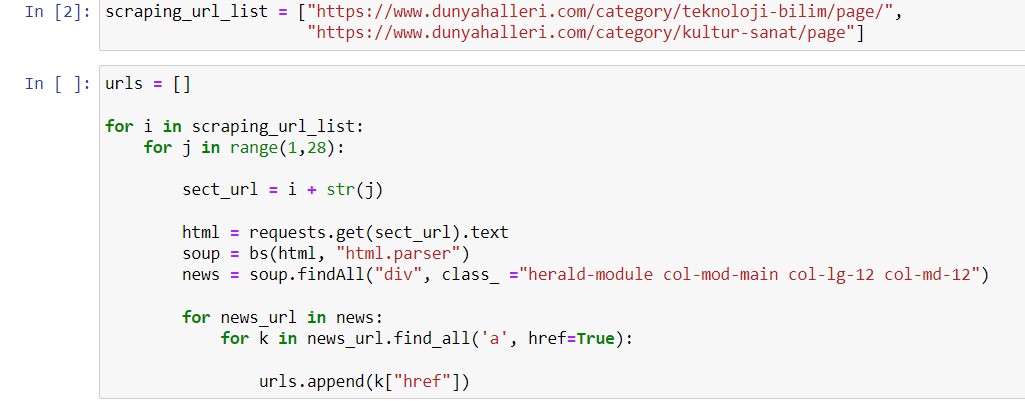 In [2]: scraping_url_list = ["https://www.dunyahalleri.com/category/teknoloji-bilim/page/",
"https://www.dunyahalleri.com/category/kultur-sanat/page"]
In [ ]: urls = []
for i in scraping_url_list:
for j in range(1,28):
sect_url = i + str(j)
html = requests.get(sect_url).text
soup = bs(html, "html.parser")
news = soup.findAll("div", class_ ="herald-module col-mod-main col-lg-12 col-md-12")
for news_url in news:
for k in news_url.find_all('a', href=True):
urls.append(k["href"])